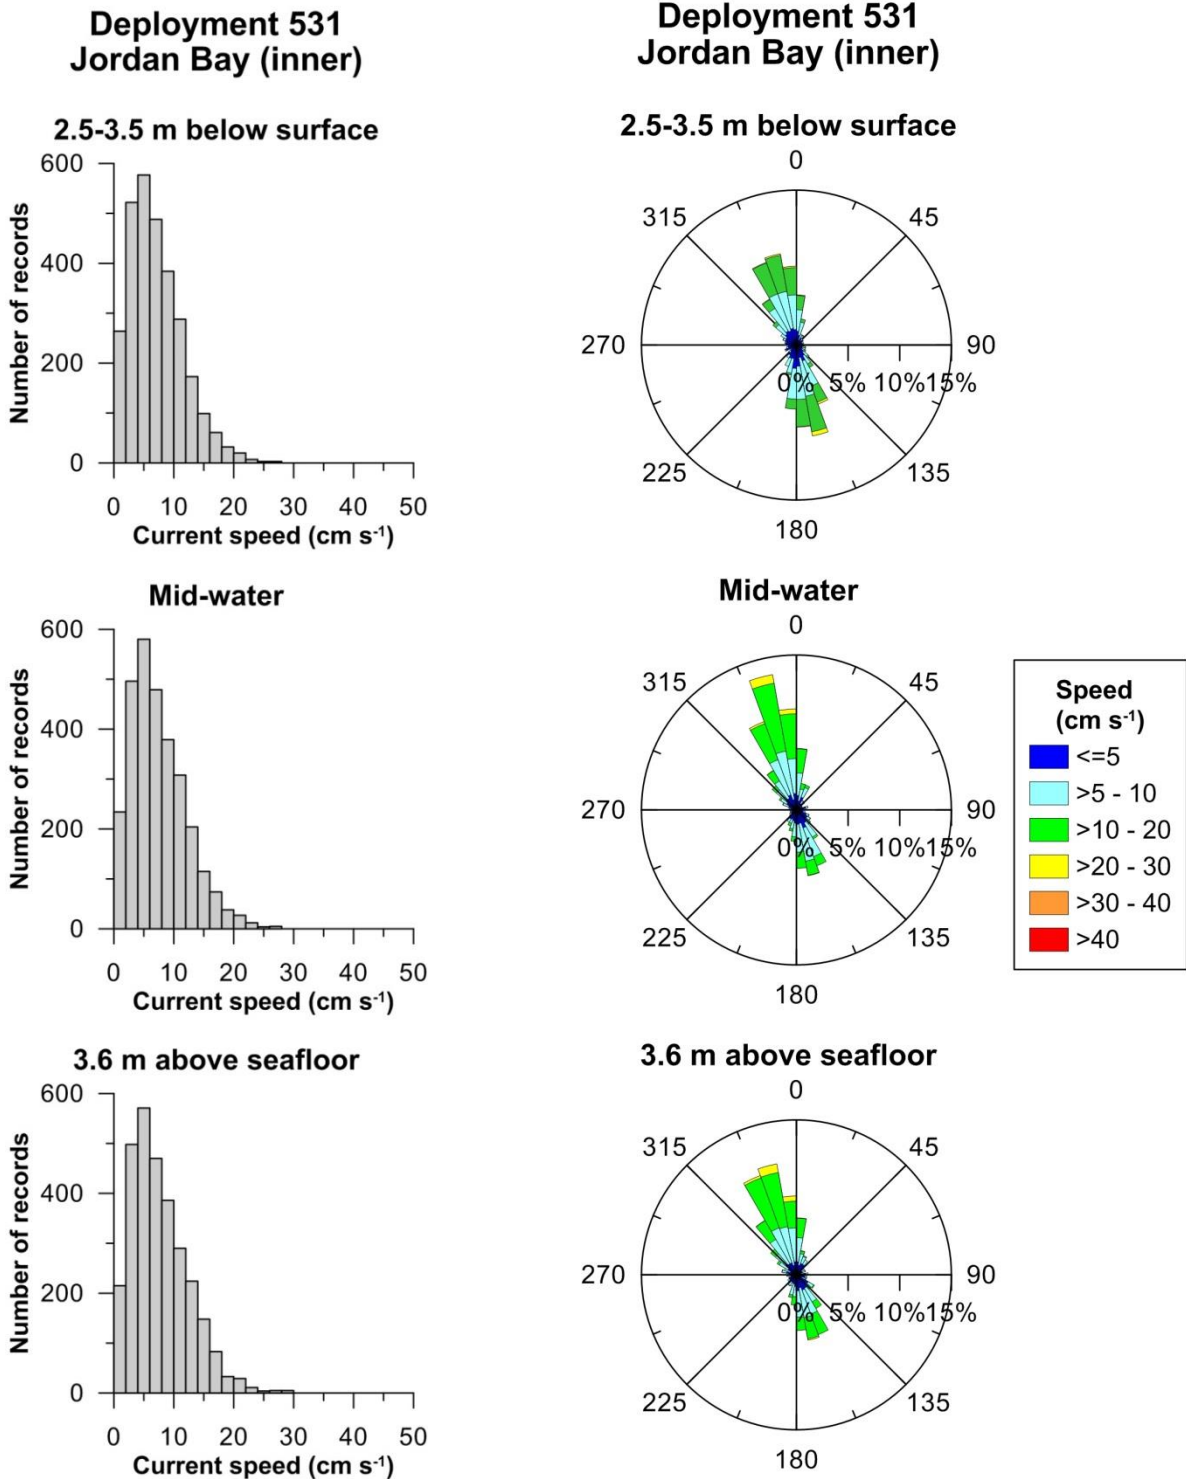 Deployment 531
Jordan Bay (inner)
2.5-3.5 m below surface
Number of records
600
400
200
0
0 10 20 30 40 50
Current speed (cm s⁻¹)
Mid-water
Number of records
600
400
200
0
0 10 20 30 40 50
Current speed (cm s⁻¹)
3.6 m above seafloor
Number of records
600
400
200
0
0 10 20 30 40 50
Current speed (cm s⁻¹)
Deployment 531
Jordan Bay (inner)
2.5-3.5 m below surface
0
315 45
270 90
0% 5% 10% 15%
225 135
180
Mid-water
0
315 45
270 90
0% 5% 10% 15%
225 135
180
3.6 m above seafloor
0
315 45
270 90
0% 5% 10% 15%
225 135
180
Speed
(cm s⁻¹)
<=5
>5 - 10
>10 - 20
>20 - 30
>30 - 40
>40